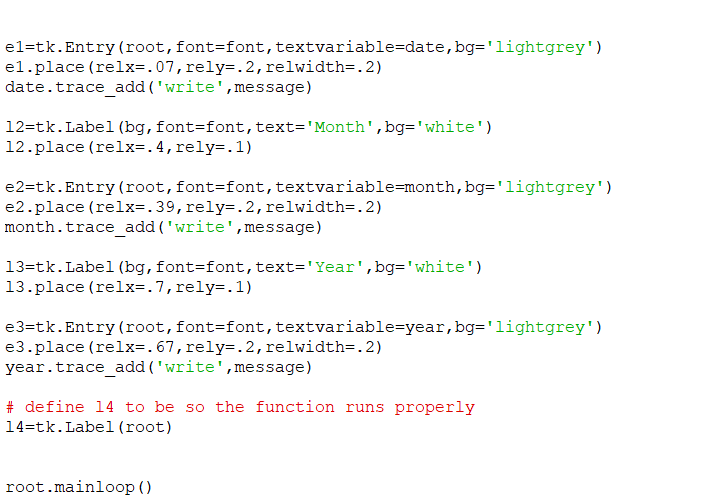 e1=tk.Entry(root,font=font,textvariable=date,bg='lightgrey')
e1.place(relx=.07,rely=.2,relwidth=.2)
date.trace_add('write',message)
l2=tk.Label(bg,font=font,text='Month',bg='white')
l2.place(relx=.4,rely=.1)
e2=tk.Entry(root,font=font,textvariable=month,bg='lightgrey')
e2.place(relx=.39,rely=.2,relwidth=.2)
month.trace_add('write',message)
l3=tk.Label(bg,font=font,text='Year',bg='white')
l3.place(relx=.7,rely=.1)
e3=tk.Entry(root,font=font,textvariable=year,bg='lightgrey')
e3.place(relx=.67,rely=.2,relwidth=.2)
year.trace_add('write',message)
# define l4 to be so the function runs properly
l4=tk.Label(root)
root.mainloop()